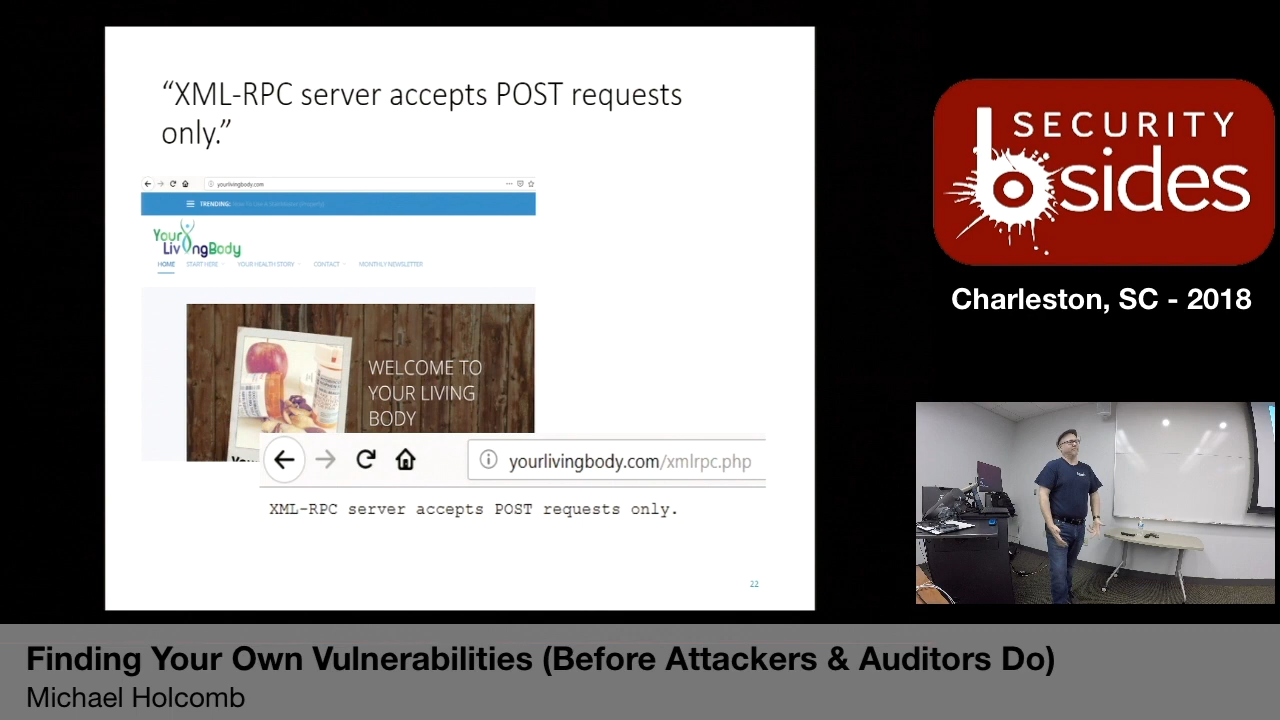 “XML-RPC server accepts POST requests
only.”
yourlivingbody.com
TRENDING:
Your
LivingBody
HOME
START HERE
YOUR HEALTH STORY
CONTACT
MONTHLY NEWSLETTER
WELCOME TO
YOUR LIVING
BODY
yourlivingbody.com/xmlrpc.php
XML-RPC server accepts POST requests only.
22
SECURITY
bsides
Charleston, SC - 2018
Finding Your Own Vulnerabilities (Before Attackers & Auditors Do)
Michael Holcomb